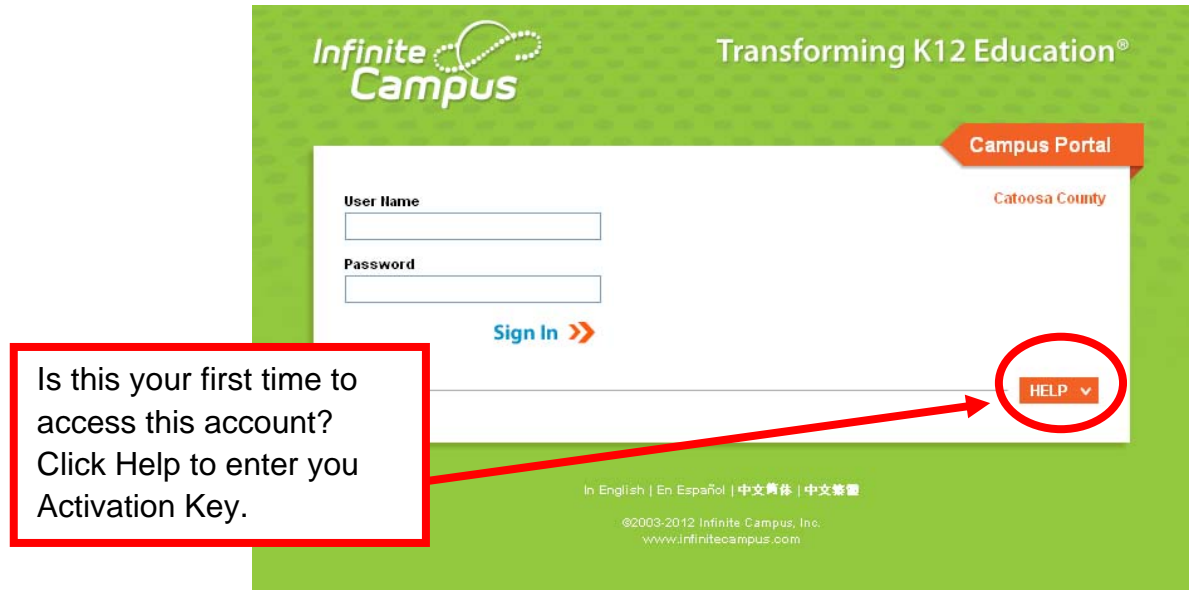 Infinite
Campus
Transforming K12 Education®
Campus Portal
User Name
Catoosa County
Password
Sign In
Is this your first time to
access this account?
Click Help to enter you
Activation Key.
HELP
In English | En Español | 中文简体 | 中文繁體
©2003-2012 Infinite Campus, Inc.
www.infinitecampus.com